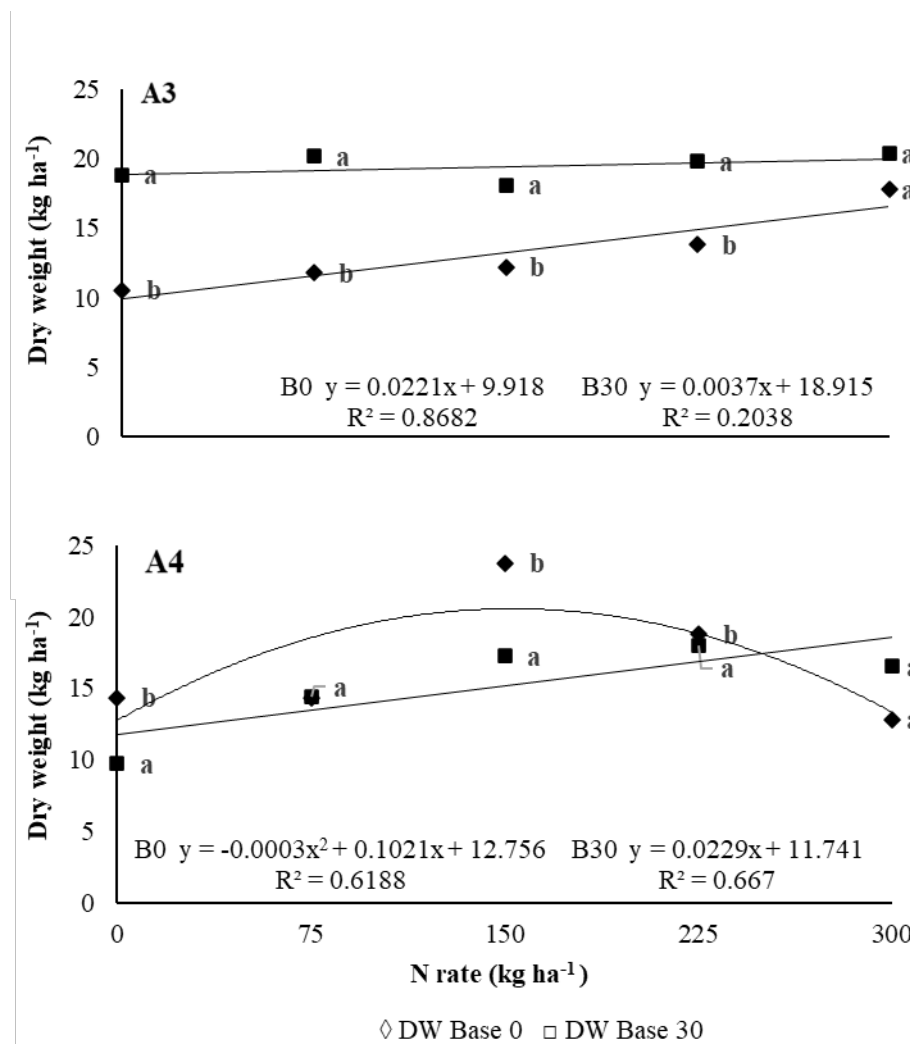 A3
Dry weight (kg ha⁻¹)
25
20
15
10
5
0
a
a
a
a
a
b
b
b
b
a
B0 y = 0.0221x + 9.918
R² = 0.8682
B30 y = 0.0037x + 18.915
R² = 0.2038
A4
Dry weight (kg ha⁻¹)
25
20
15
10
5
0
b
b
a
a
b
a
a
a
a
B0 y = -0.0003x² + 0.1021x + 12.756
R² = 0.6188
B30 y = 0.0229x + 11.741
R² = 0.667
0 75 150 225 300
N rate (kg ha⁻¹)
◊ DW Base 0 □ DW Base 30